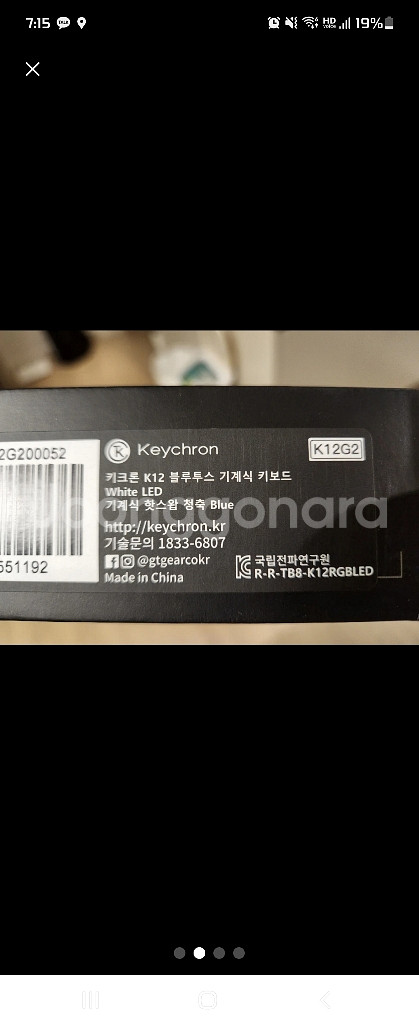 7:15
HD
VOICE
19%
2G200052
551192
Keychron
K12G2
키크론 K12 블루투스 기계식 키보드
White LED
기계식 핫스왑 청축 Blue
http://keychron.kr
기술문의 1833-6807
@gtgearcokr
Made in China
국립전파연구원
R-R-TB8-K12RGBLED